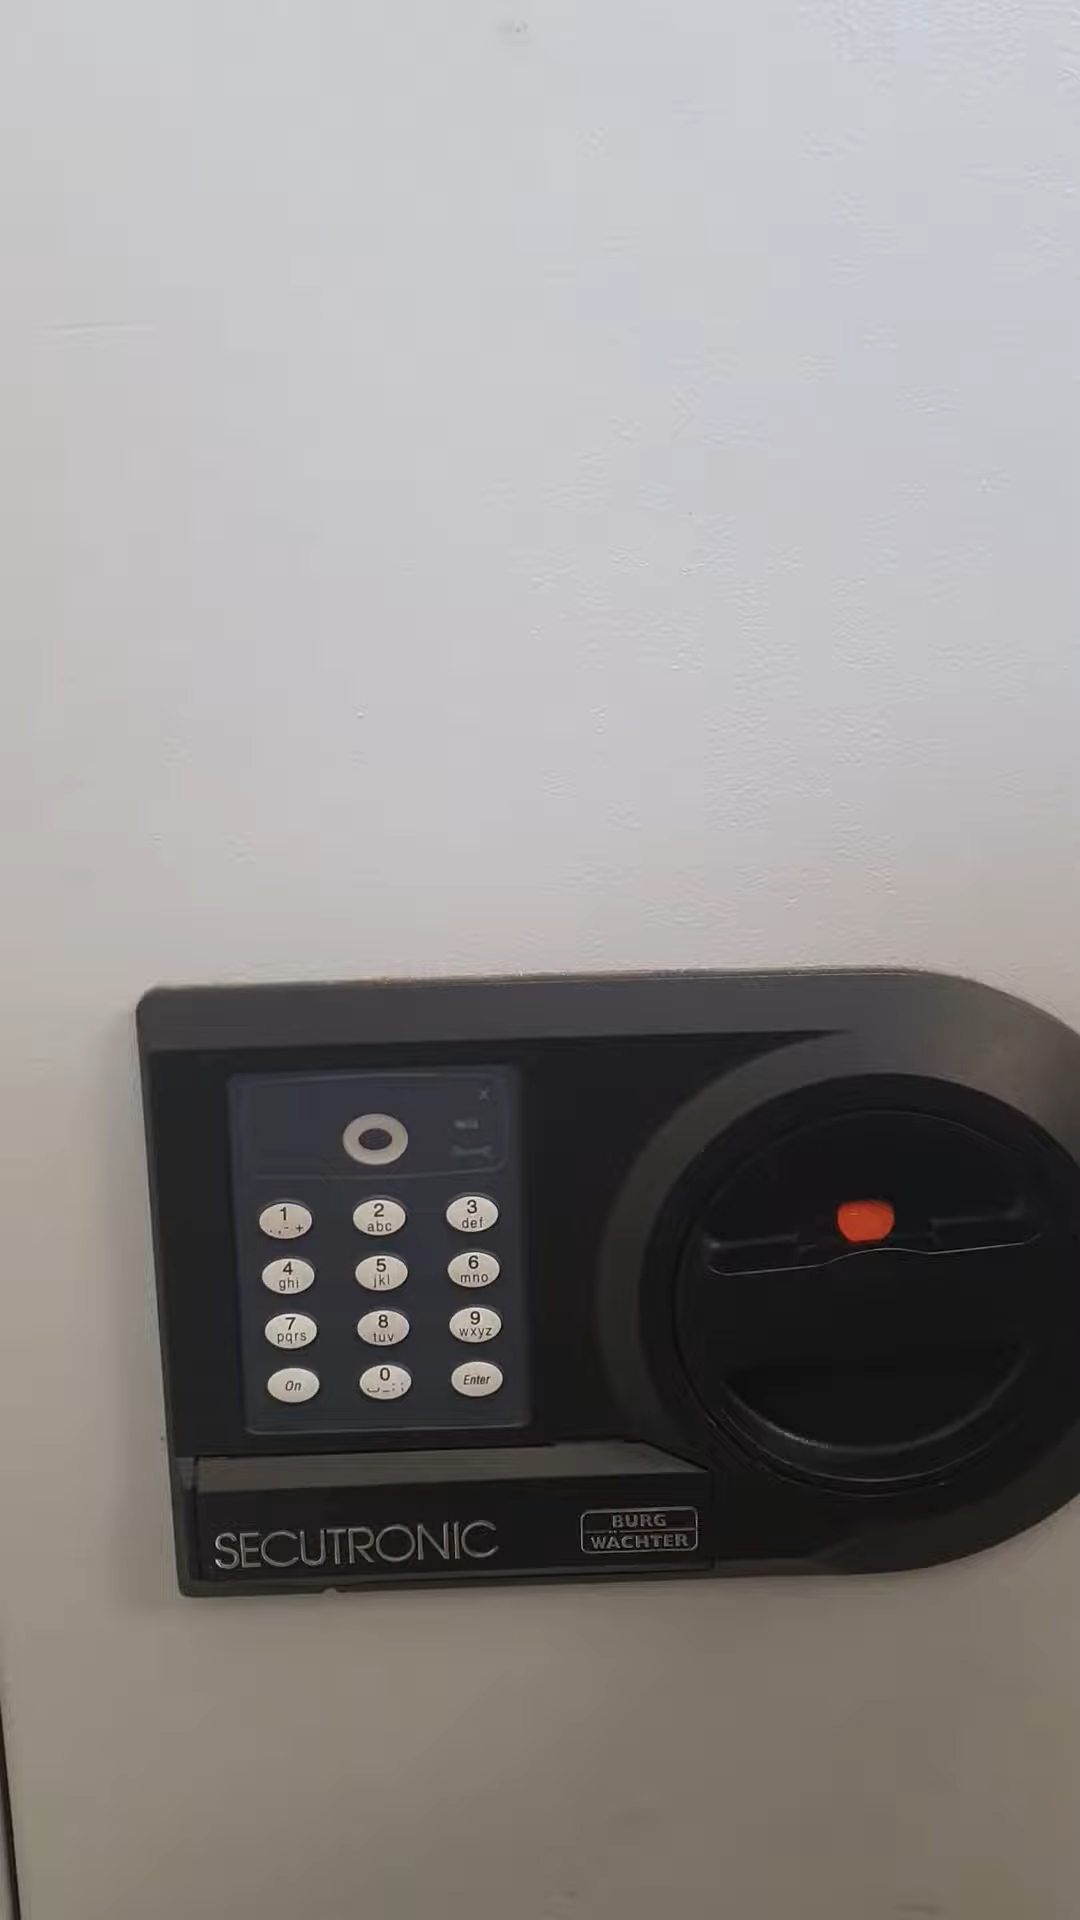 x
1 2 3
.,-+ abc def
4 5 6
ghi jkl mno
7 8 9
pqrs tuv wxyz
On 0 Enter
SECUTRONIC
BURG
WÄCHTER